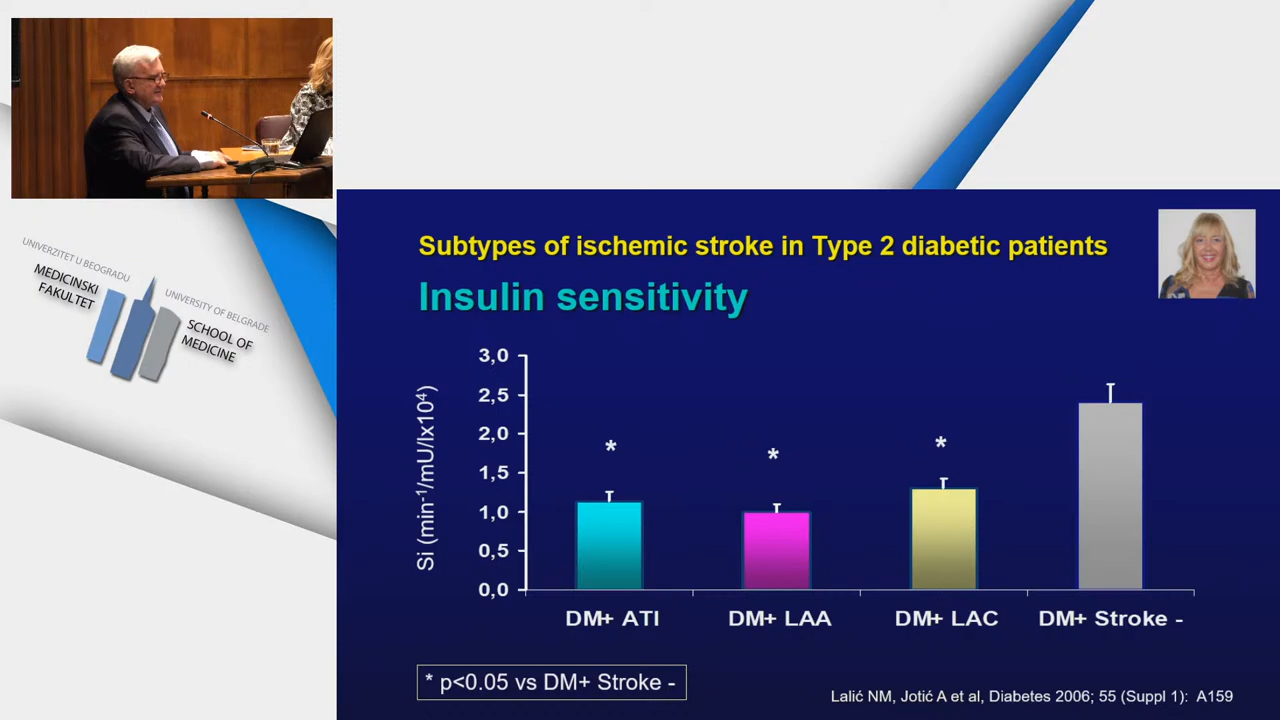 UNIVERZITET U BEOGRADU
MEDICINSKI
FAKULTET
UNIVERSITY OF BELGRADE
SCHOOL OF
MEDICINE
Subtypes of ischemic stroke in Type 2 diabetic patients
Insulin sensitivity
Si (min⁻¹/mU/lx10⁴)
3,0
2,5
2,0
1,5
1,0
0,5
0,0
* * *
DM+ ATI DM+ LAA DM+ LAC DM+ Stroke -
* p<0.05 vs DM+ Stroke -
Lalić NM, Jotić A et al, Diabetes 2006; 55 (Suppl 1): A159